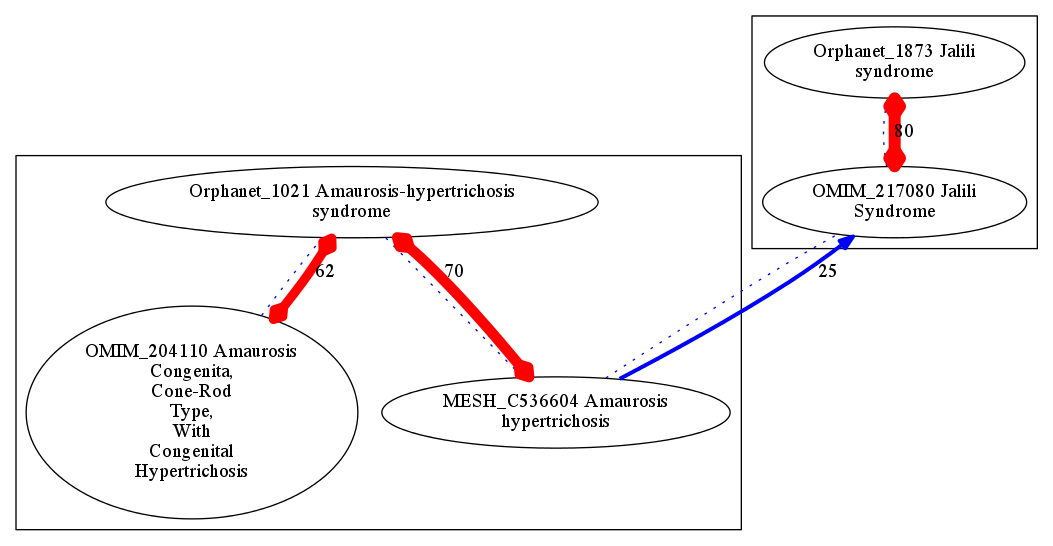 Orphanet_1873 Jalili
syndrome
80
OMIM_217080 Jalili
Syndrome
Orphanet_1021 Amaurosis-hypertrichosis
syndrome
62
70
25
OMIM_204110 Amaurosis
Congenita,
Cone-Rod
Type,
With
Congenital
Hypertrichosis
MESH_C536604 Amaurosis
hypertrichosis